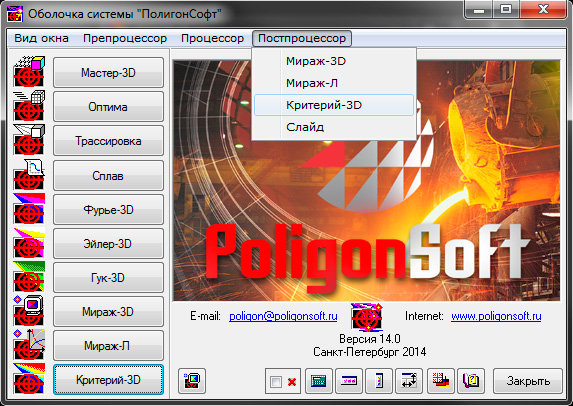 Оболочка системы "ПолигонСофт"
Вид окна Препроцессор Процессор Постпроцессор
Мираж-3D
Мираж-Л
Критерий-3D
Слайд
Мастер-3D
Оптима
Трассировка
Сплав
Фурье-3D
Эйлер-3D
Гук-3D
Мираж-3D
Мираж-Л
Критерий-3D
PoligonSoft
E-mail: poligon@poligonsoft.ru Internet: www.poligonsoft.ru
Версия 14.0
Санкт-Петербург 2014
Закрыть